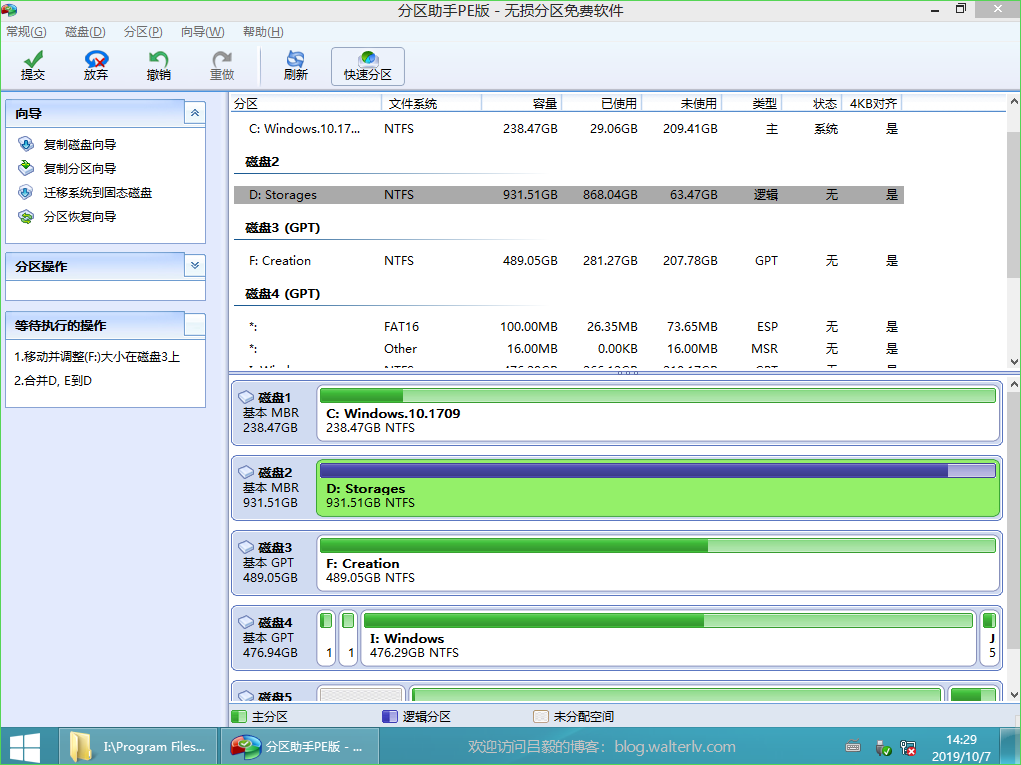 分区助手PE版 - 无损分区免费软件
常规(G) 磁盘(D) 分区(P) 向导(W) 帮助(H)
提交 放弃 撤销 重做 刷新 快速分区
向导
复制磁盘向导
复制分区向导
迁移系统到固态磁盘
分区恢复向导
分区操作
等待执行的操作
1.移动并调整(F:)大小在磁盘3上
2.合并D, E到D
分区 文件系统 容量 已使用 未使用 类型 状态 4KB对齐
C: Windows.10.17... NTFS 238.47GB 29.06GB 209.41GB 主 系统 是
磁盘2
D: Storages NTFS 931.51GB 868.04GB 63.47GB 逻辑 无 是
磁盘3 (GPT)
F: Creation NTFS 489.05GB 281.27GB 207.78GB GPT 无 是
磁盘4 (GPT)
*: FAT16 100.00MB 26.35MB 73.65MB ESP 无 是
*: Other 16.00MB 0.00KB 16.00MB MSR 无 是
磁盘1
基本 MBR
238.47GB
C: Windows.10.1709
238.47GB NTFS
磁盘2
基本 MBR
931.51GB
D: Storages
931.51GB NTFS
磁盘3
基本 GPT
489.05GB
F: Creation
489.05GB NTFS
磁盘4
基本 GPT
476.94GB
1
1
I: Windows
476.29GB NTFS
J
5
磁盘5
主分区 逻辑分区 未分配空间
I:\Program Files...
分区助手PE版 - ...
欢迎访问吕毅的博客：blog.walterlv.com
14:29
2019/10/7